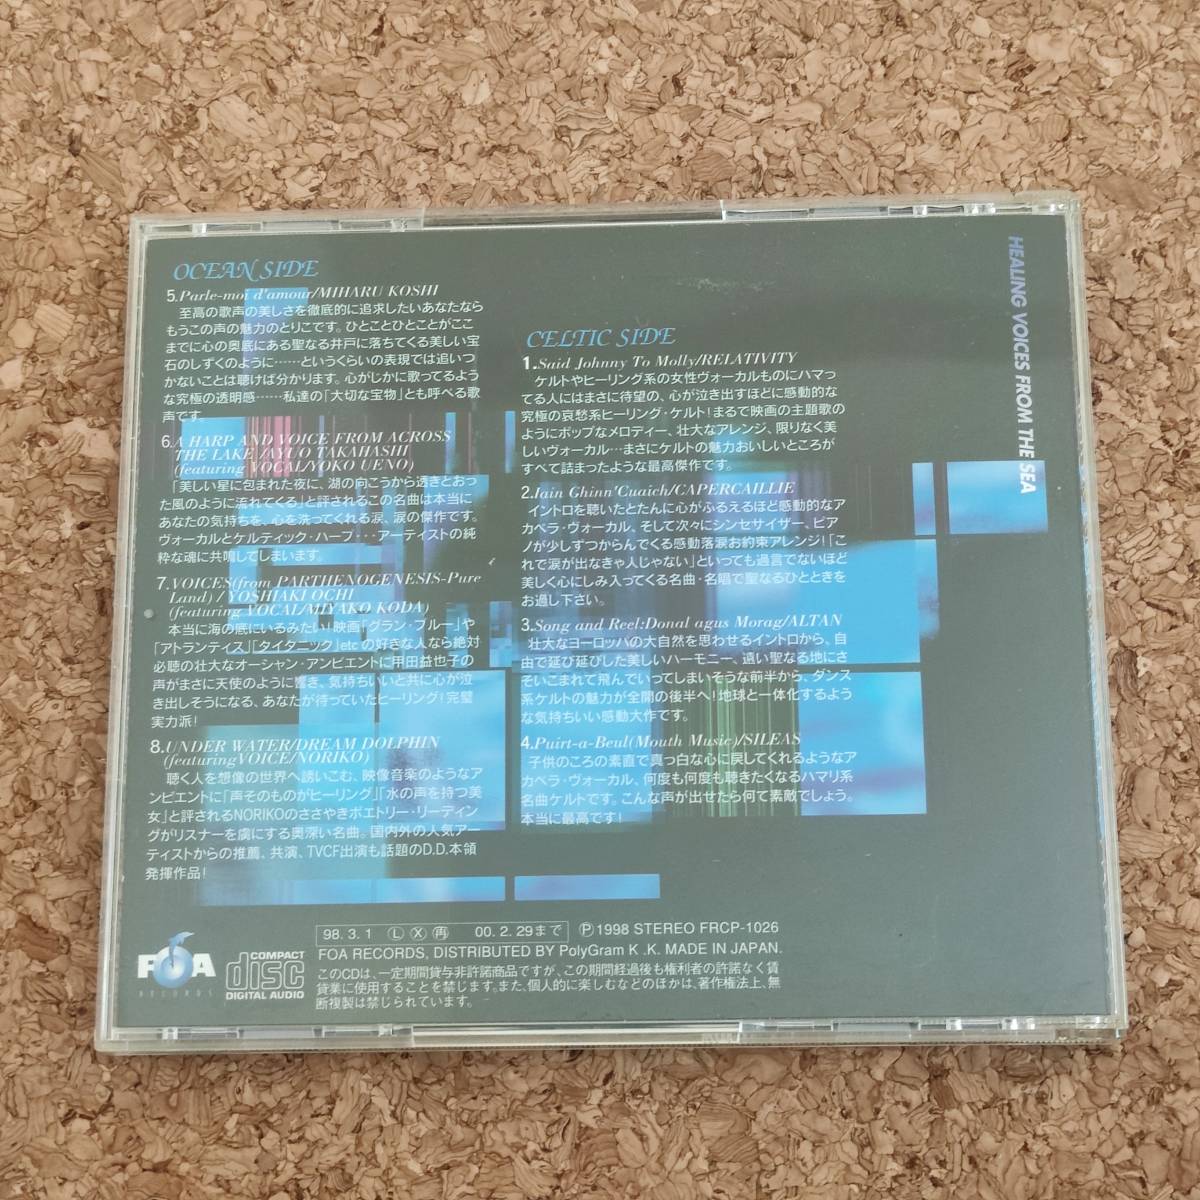 HEALING VOICES FROM THE SEA
OCEAN SIDE
5.Parle-moi d'amour/MIHARU KOSHI
至高の歌声の美しさを徹底的に追求したいあなたなら
もうこの声の魅力のとりこです。ひとことひとことがここ
までに心の奥底にある聖なる井戸に落ちてくる美しい宝
石のしずくのように……というくらいの表現では追いつ
かないことは聴けば分かります。心がじかに歌ってるよう
な究極の透明感……私達の「大切な宝物」とも呼べる歌
声です。
6.A HARP AND VOICE FROM ACROSS
THE LAKE /AYUO TAKAHASHI
(featuring VOCAL/YOKO UENO)
「美しい星に包まれた夜に、湖の向こうから透きとおっ
た風のように流れてくる」と評されるこの名曲は本当に
あなたの気持ちを、心を洗ってくれる涙、涙の傑作です。
ヴォーカルとケルティック・ハープ・・・アーティストの純
粋な魂に共鳴してしまいます。
7.VOICES(from PARTHENOGENESIS-Pure
Land) / YOSHIAKI OCHI
(featuring VOCAL/MIYAKO KODA)
本当に海の底にいるみたい!映画「グラン・ブルー」や
「アトランティス」「タイタニック」etcの好きな人なら絶対
必聴の壮大なオーシャン・アンビエントに甲田益也子の
声がまさに天使のように響き、気持ちいいと共に心が泣
き出しそうになる、あなたが待っていたヒーリング!完璧
実力派!
8.UNDER WATER/DREAM DOLPHIN
(featuringVOICE/NORIKO)
聴く人を想像の世界へ誘いこむ、映像音楽のようなア
ンビエントに「声そのものがヒーリング」「水の声を持つ美
女」と評されるNORIKOのささやきポエトリー・リーディン
グがリスナーを虜にする奥深い名曲。国内外の人気アー
ティストからの推薦、共演、TVCF出演も話題のD.D.本領
発揮作品!
CELTIC SIDE
1.Said Johnny To Molly/RELATIVITY
ケルトやヒーリング系の女性ヴォーカルものにハマっ
てる人にはまさに待望の、心が泣き出すほどに感動的な
究極の哀愁系ヒーリング・ケルト!まるで映画の主題歌の
ようにポップなメロディー、壮大なアレンジ、限りなく美
しいヴォーカル…まさにケルトの魅力おいしいところが
すべて詰まったような最高傑作です。
2.Iain Ghinn'Cuaich/CAPERCAILLIE
イントロを聴いたとたんに心がふるえるほど感動的なア
カペラ・ヴォーカル、そして次々にシンセサイザー、ピア
ノが少しずつからんでくる感動落涙お約束アレンジ!「こ
れで涙が出なきゃ人じゃない」といっても過言でないほど
美しく心にしみ入ってくる名曲・名唱で聖なるひとときを
お過し下さい。
3.Song and Reel:Donal agus Morag/ALTAN
壮大なヨーロッパの大自然を思わせるイントロから、自
由で延び延びした美しいハーモニー、遠い聖なる地にさ
そいこまれて飛んでいってしまいそうな前半から、ダンス
系ケルトの魅力が全開の後半へ!地球と一体化するよう
な気持ちいい感動大作です。
4.Puirt-a-Beul(Mouth Music)/SILEAS
子供のころの素直で真っ白な心に戻してくれるようなア
カペラ・ヴォーカル、何度も何度も聴きたくなるハマリ系
名曲ケルトです。こんな声が出せたら何て素敵でしょう。
本当に最高です!
FOA
RECORDS
COMPACT
disc
DIGITAL AUDIO
98. 3. 1 Ⓛ Ⓧ ㊢ 00. 2. 29まで Ⓟ1998 STEREO FRCP-1026
FOA RECORDS, DISTRIBUTED BY PolyGram K .K. MADE IN JAPAN.
このCDは、一定期間貸与非許諾商品ですが、この期間経過後も権利者の許諾なく賃
貸業に使用することを禁じます。また、個人的に楽しむなどのほかは、著作権法上、無
断複製は禁じられています。